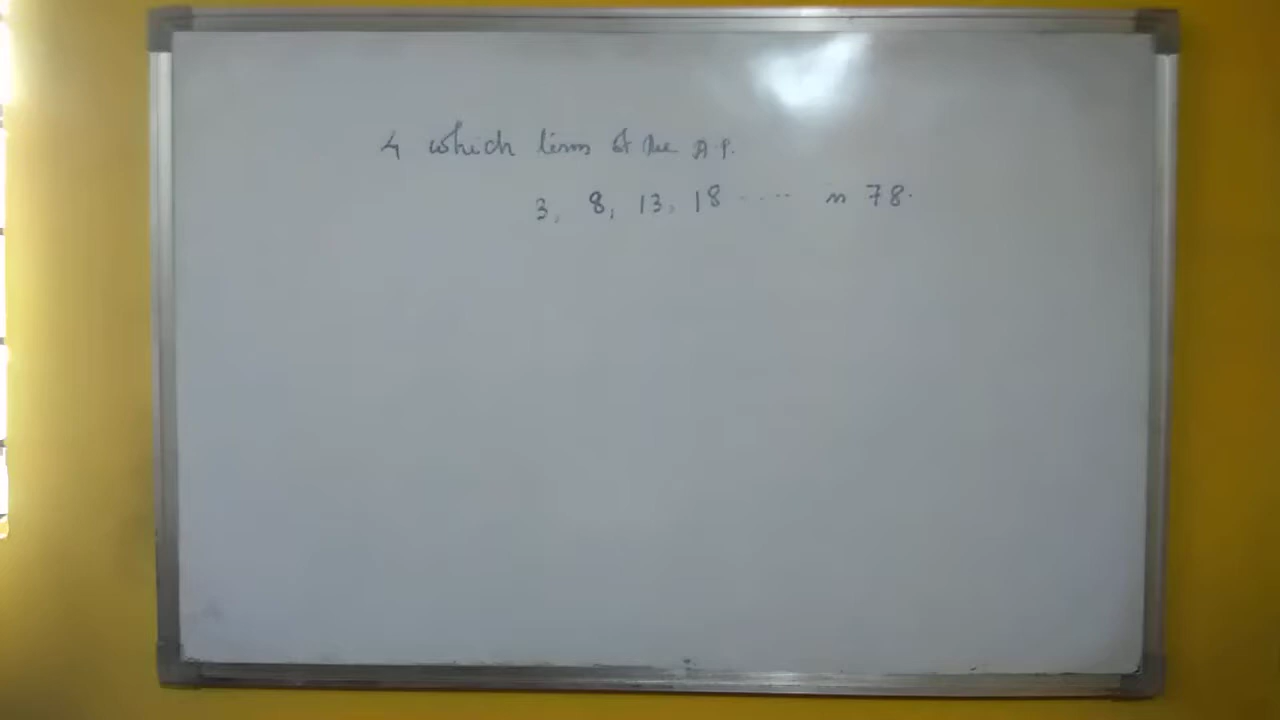 4 which term of the A.P.
3, 8, 13, 18 ..... is 78.